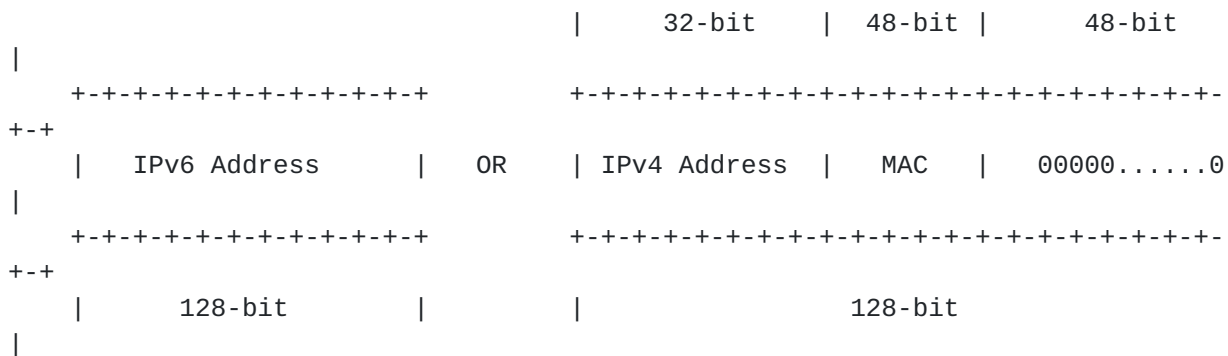 |     32-bit    |  48-bit |      48-bit
|
    +-+-+-+-+-+-+-+-+-+-+-+         +-+-+-+-+-+-+-+-+-+-+-+-+-+-+-+-+-+-+-+-+-+-
+-+
    |   IPv6 Address      |   OR    | IPv4 Address  |   MAC   |   00000......0
|
    +-+-+-+-+-+-+-+-+-+-+-+         +-+-+-+-+-+-+-+-+-+-+-+-+-+-+-+-+-+-+-+-+-+-
+-+
    |      128-bit        |         |                 128-bit
|